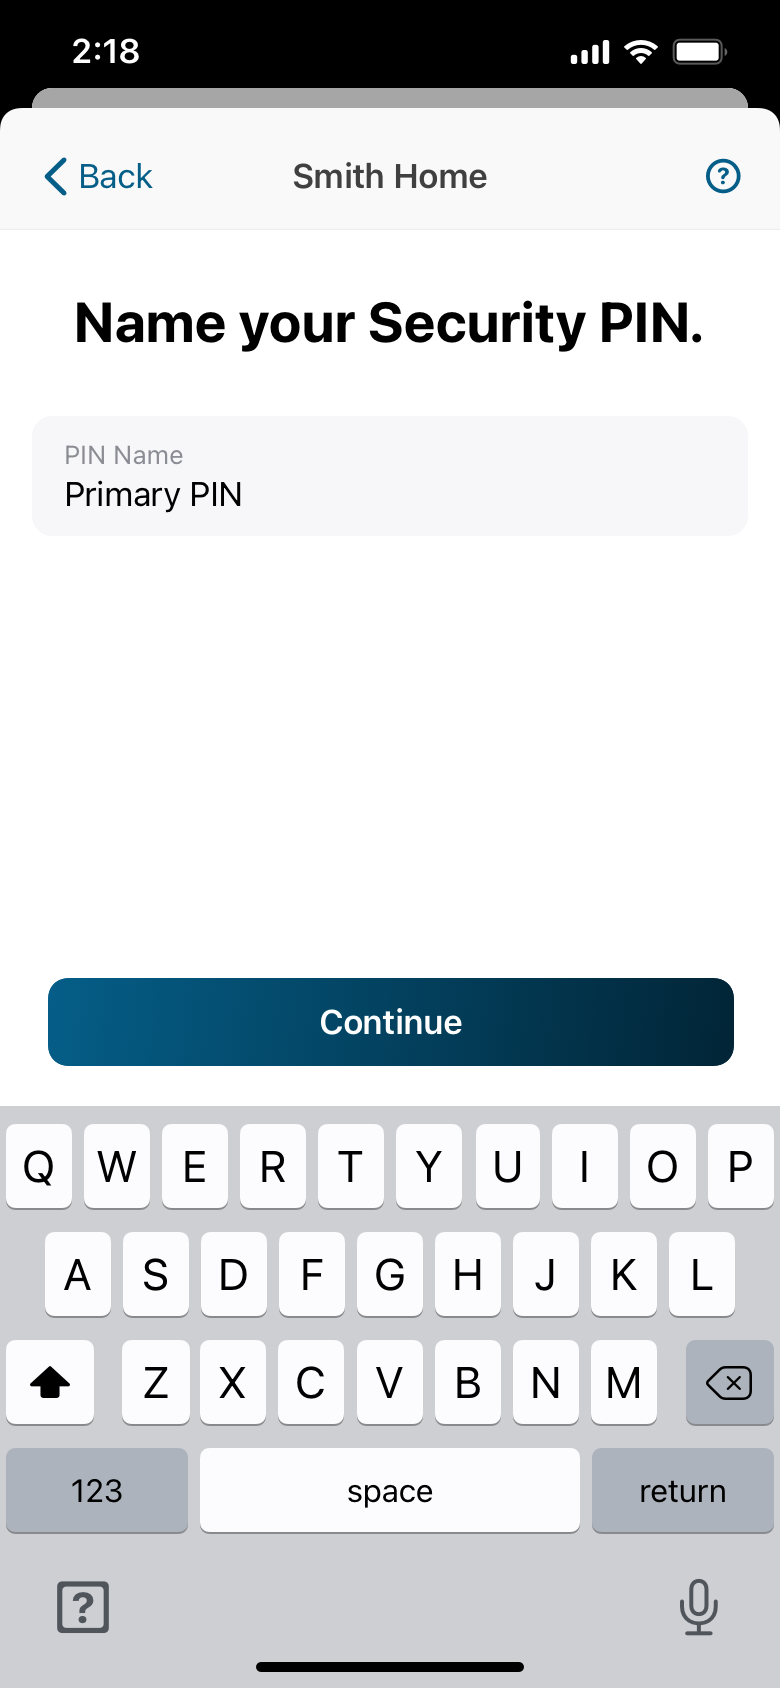 2:18
Back
Smith Home
?
Name your Security PIN.
PIN Name
Primary PIN
Continue
Q W E R T Y U I O P
A S D F G H J K L
Z X C V B N M
123 space return
?